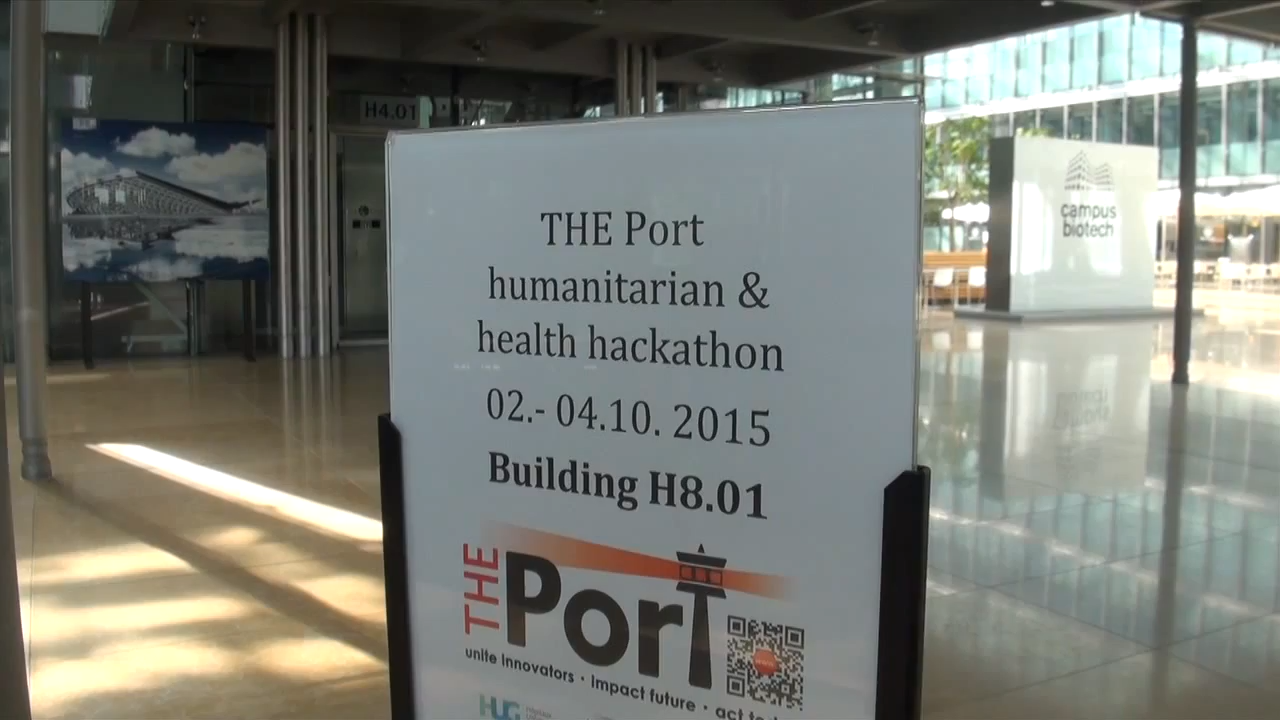 H4.01
campus
biotech
THE Port
humanitarian &
health hackathon
02.- 04.10. 2015
Building H8.01
THE Port
unite innovators · impact future · act
HUG